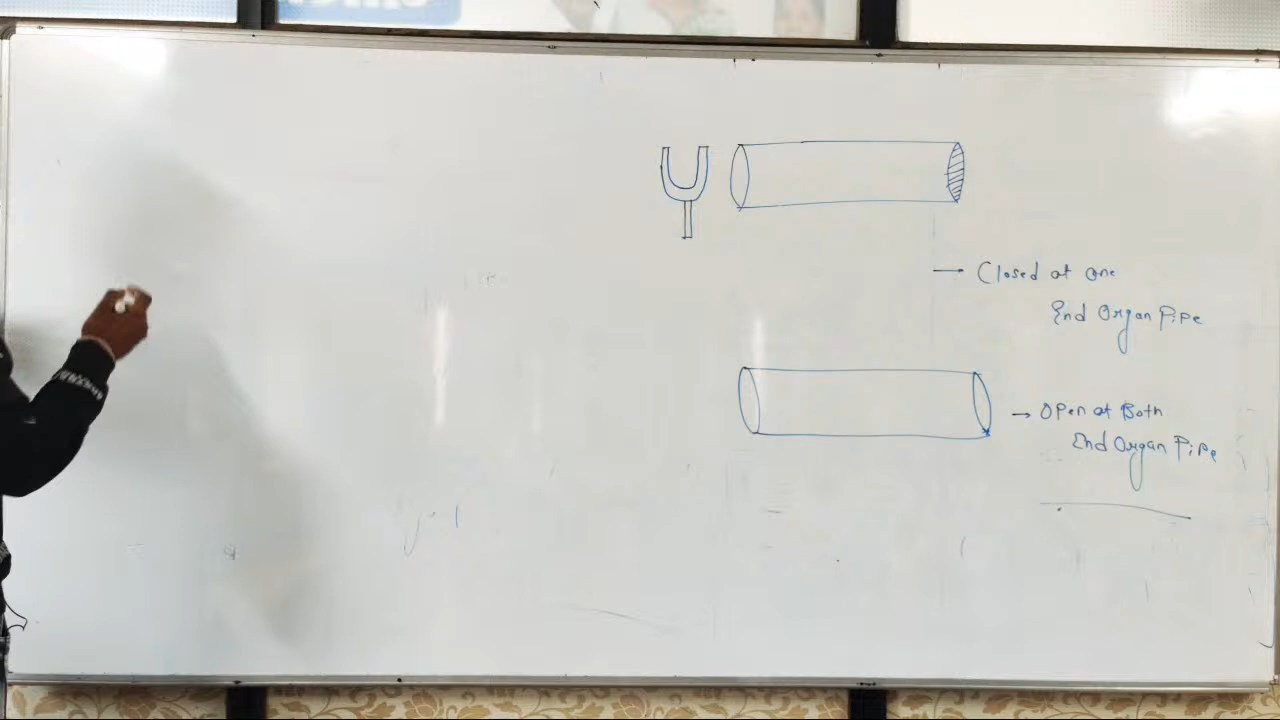 → Closed at one
End Organ Pipe
→ Open at Both
End Organ Pipe